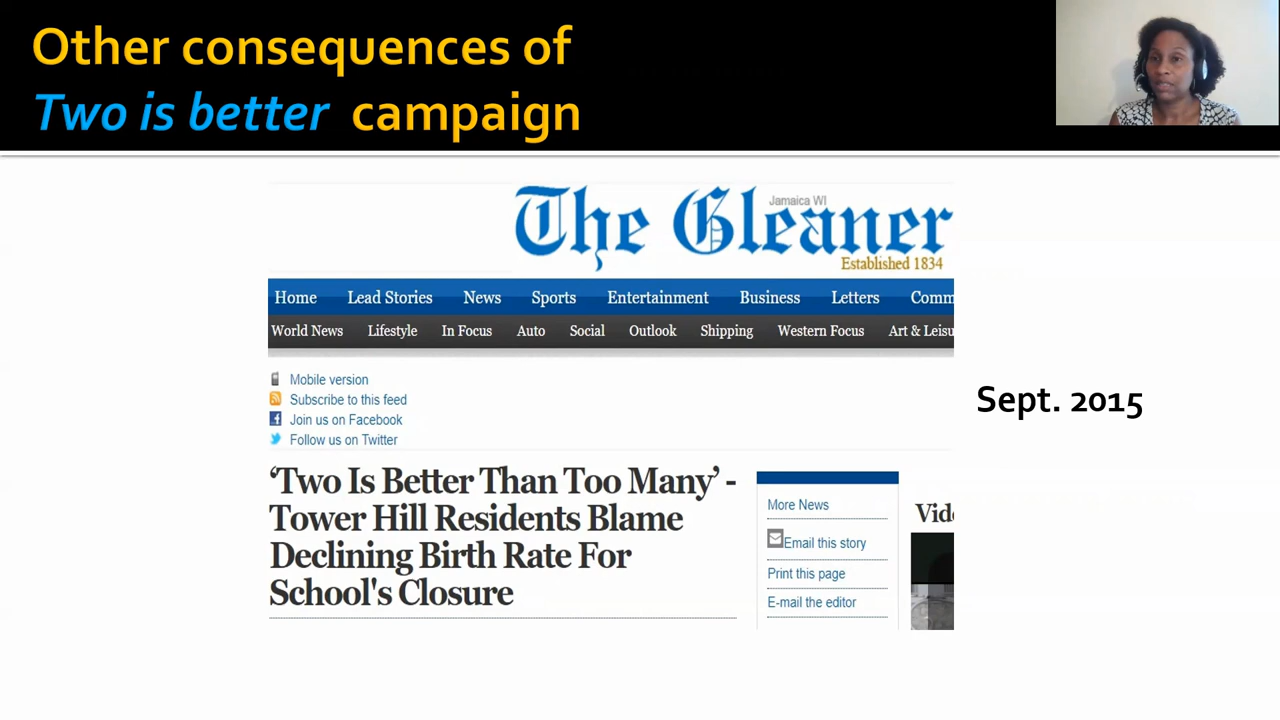 Other consequences of
Two is better campaign
The Gleaner
Jamaica WI
Established 1834
Home Lead Stories News Sports Entertainment Business Letters Comm
World News Lifestyle In Focus Auto Social Outlook Shipping Western Focus Art & Leisu
Mobile version
Subscribe to this feed
Join us on Facebook
Follow us on Twitter
Sept. 2015
‘Two Is Better Than Too Many’ -
Tower Hill Residents Blame
Declining Birth Rate For
School's Closure
More News
Email this story
Print this page
E-mail the editor
Vide